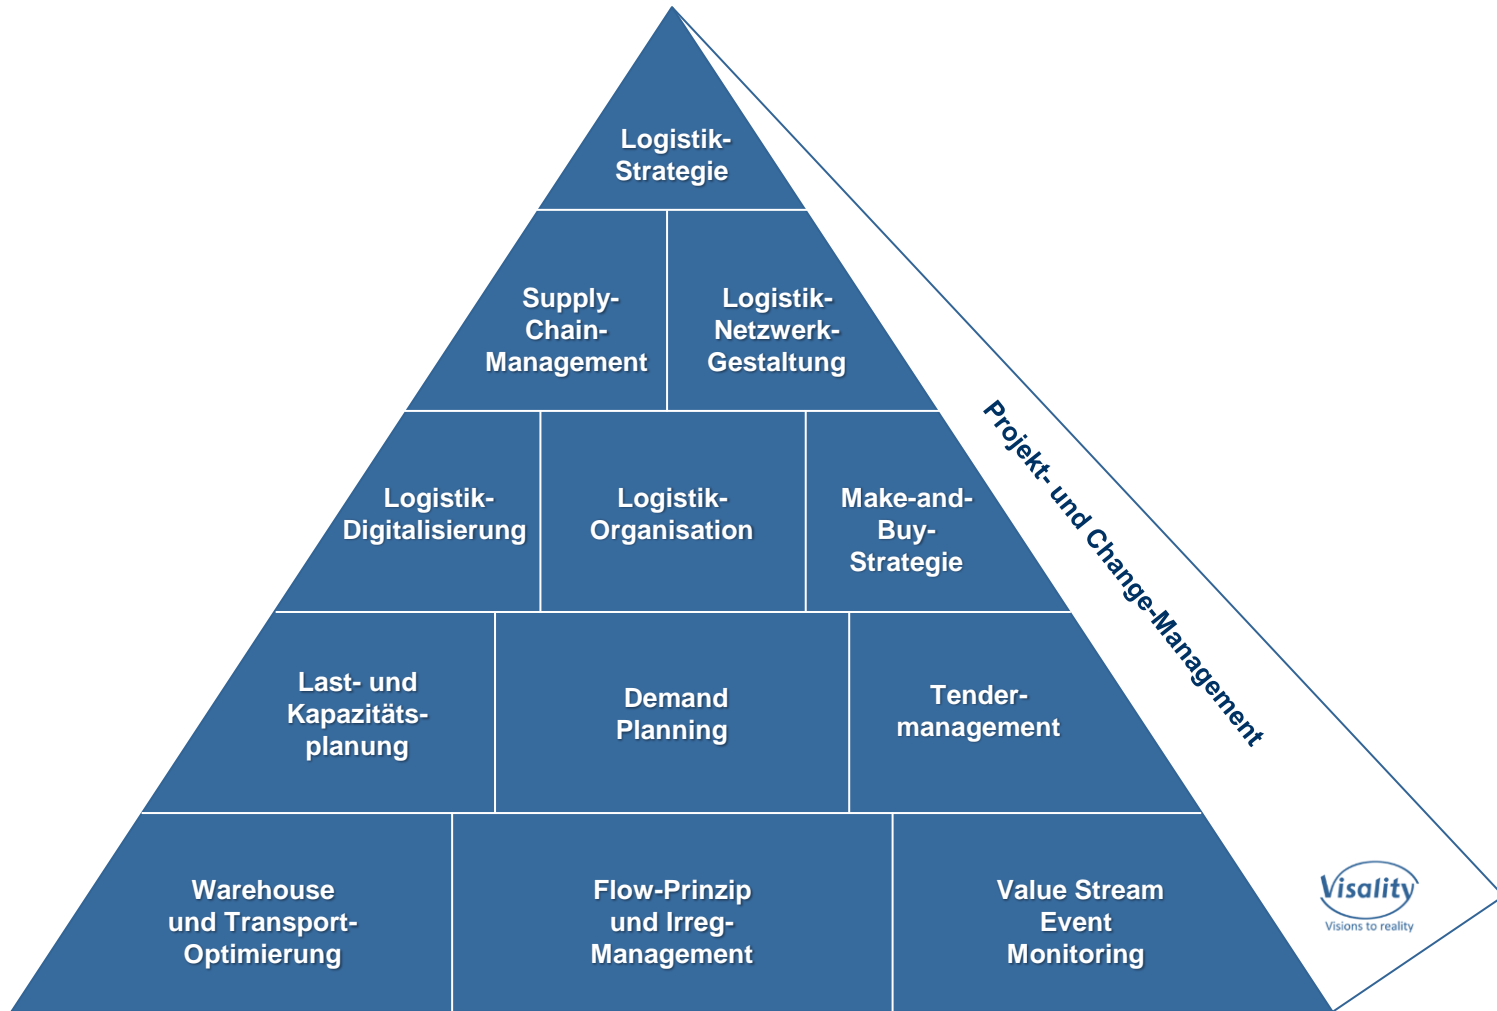 Logistik-
Strategie
Supply-
Chain-
Management
Logistik-
Netzwerk-
Gestaltung
Logistik-
Digitalisierung
Logistik-
Organisation
Make-and-
Buy-
Strategie
Last- und
Kapazitäts-
planung
Demand
Planning
Tender-
management
Warehouse
und Transport-
Optimierung
Flow-Prinzip
und Irreg-
Management
Value Stream
Event
Monitoring
Projekt- und Change-Management
Visality
Visions to reality